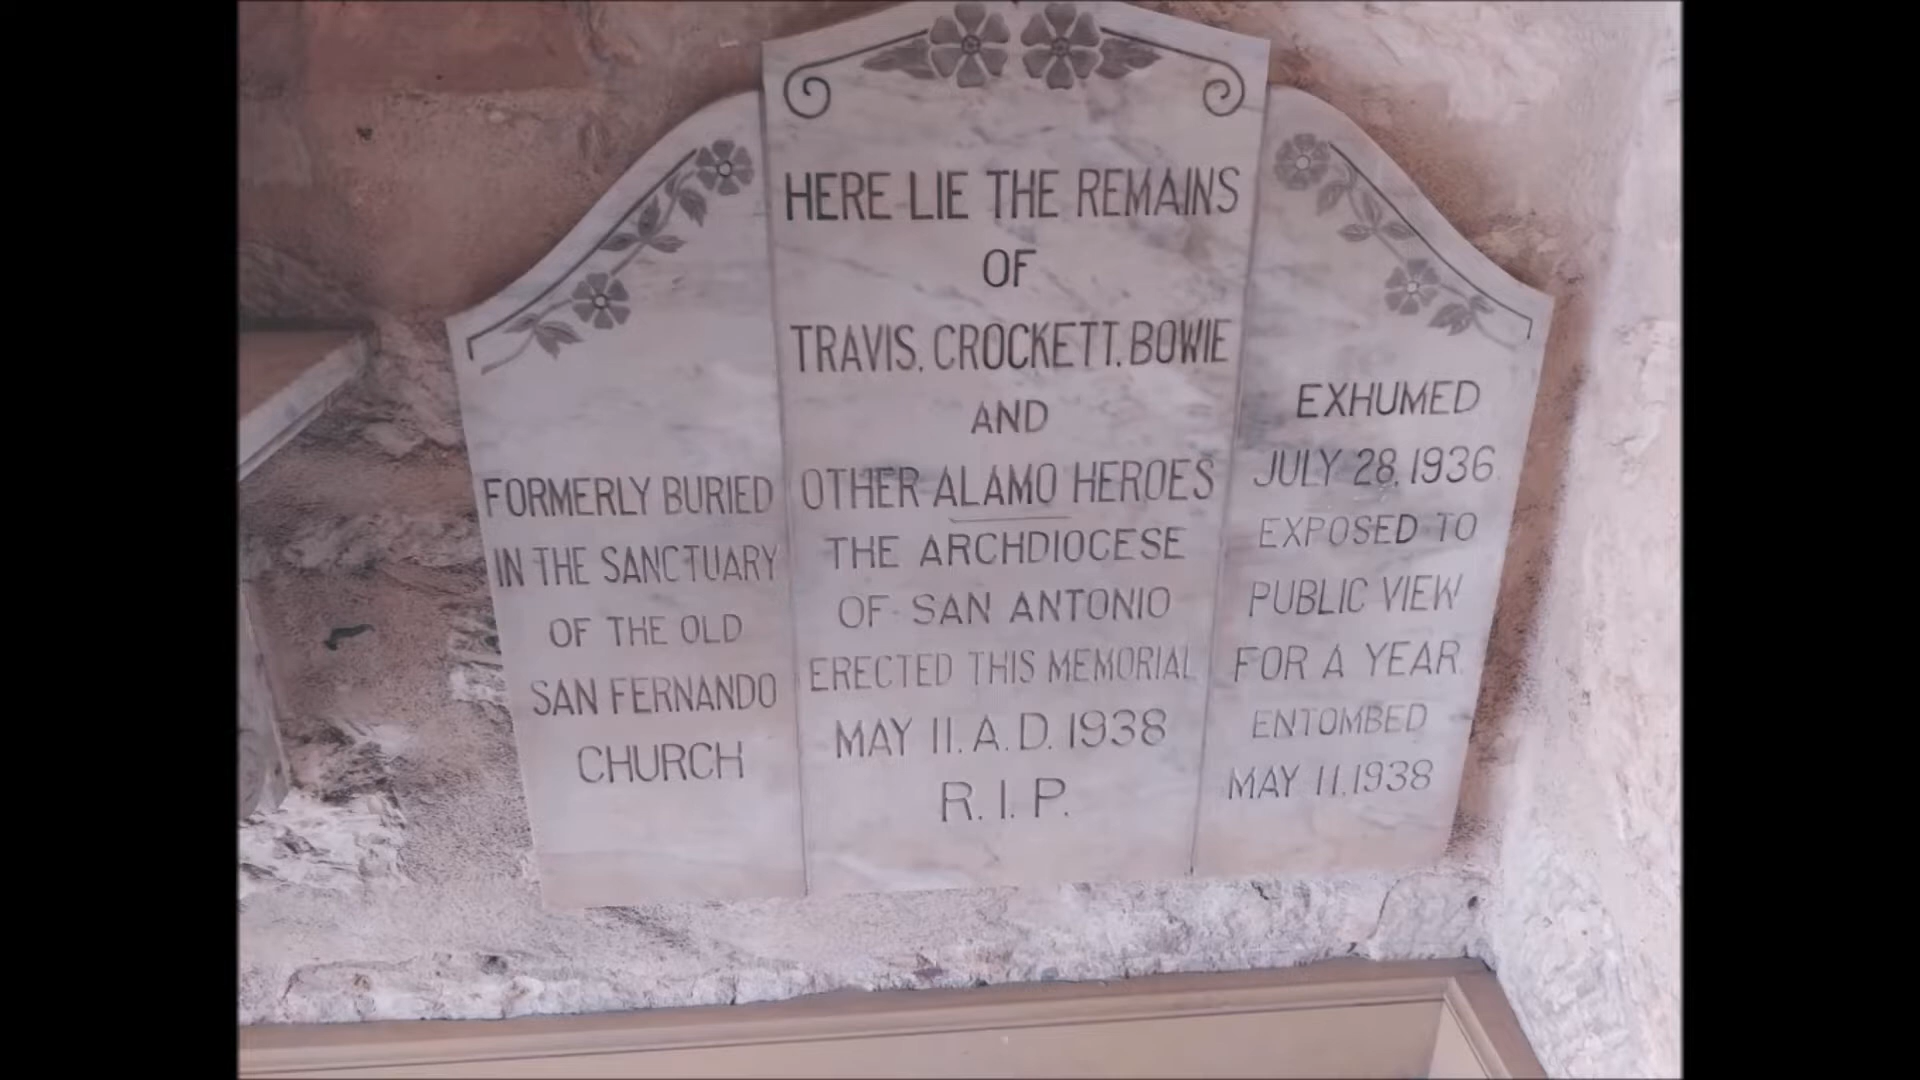 HERE LIE THE REMAINS
OF
TRAVIS, CROCKETT, BOWIE
AND
OTHER ALAMO HEROES
THE ARCHDIOCESE
OF SAN ANTONIO
ERECTED THIS MEMORIAL
MAY 11. A.D. 1938
R.I.P.
FORMERLY BURIED
IN THE SANCTUARY
OF THE OLD
SAN FERNANDO
CHURCH
EXHUMED
JULY 28, 1936.
EXPOSED TO
PUBLIC VIEW
FOR A YEAR.
ENTOMBED
MAY 11, 1938